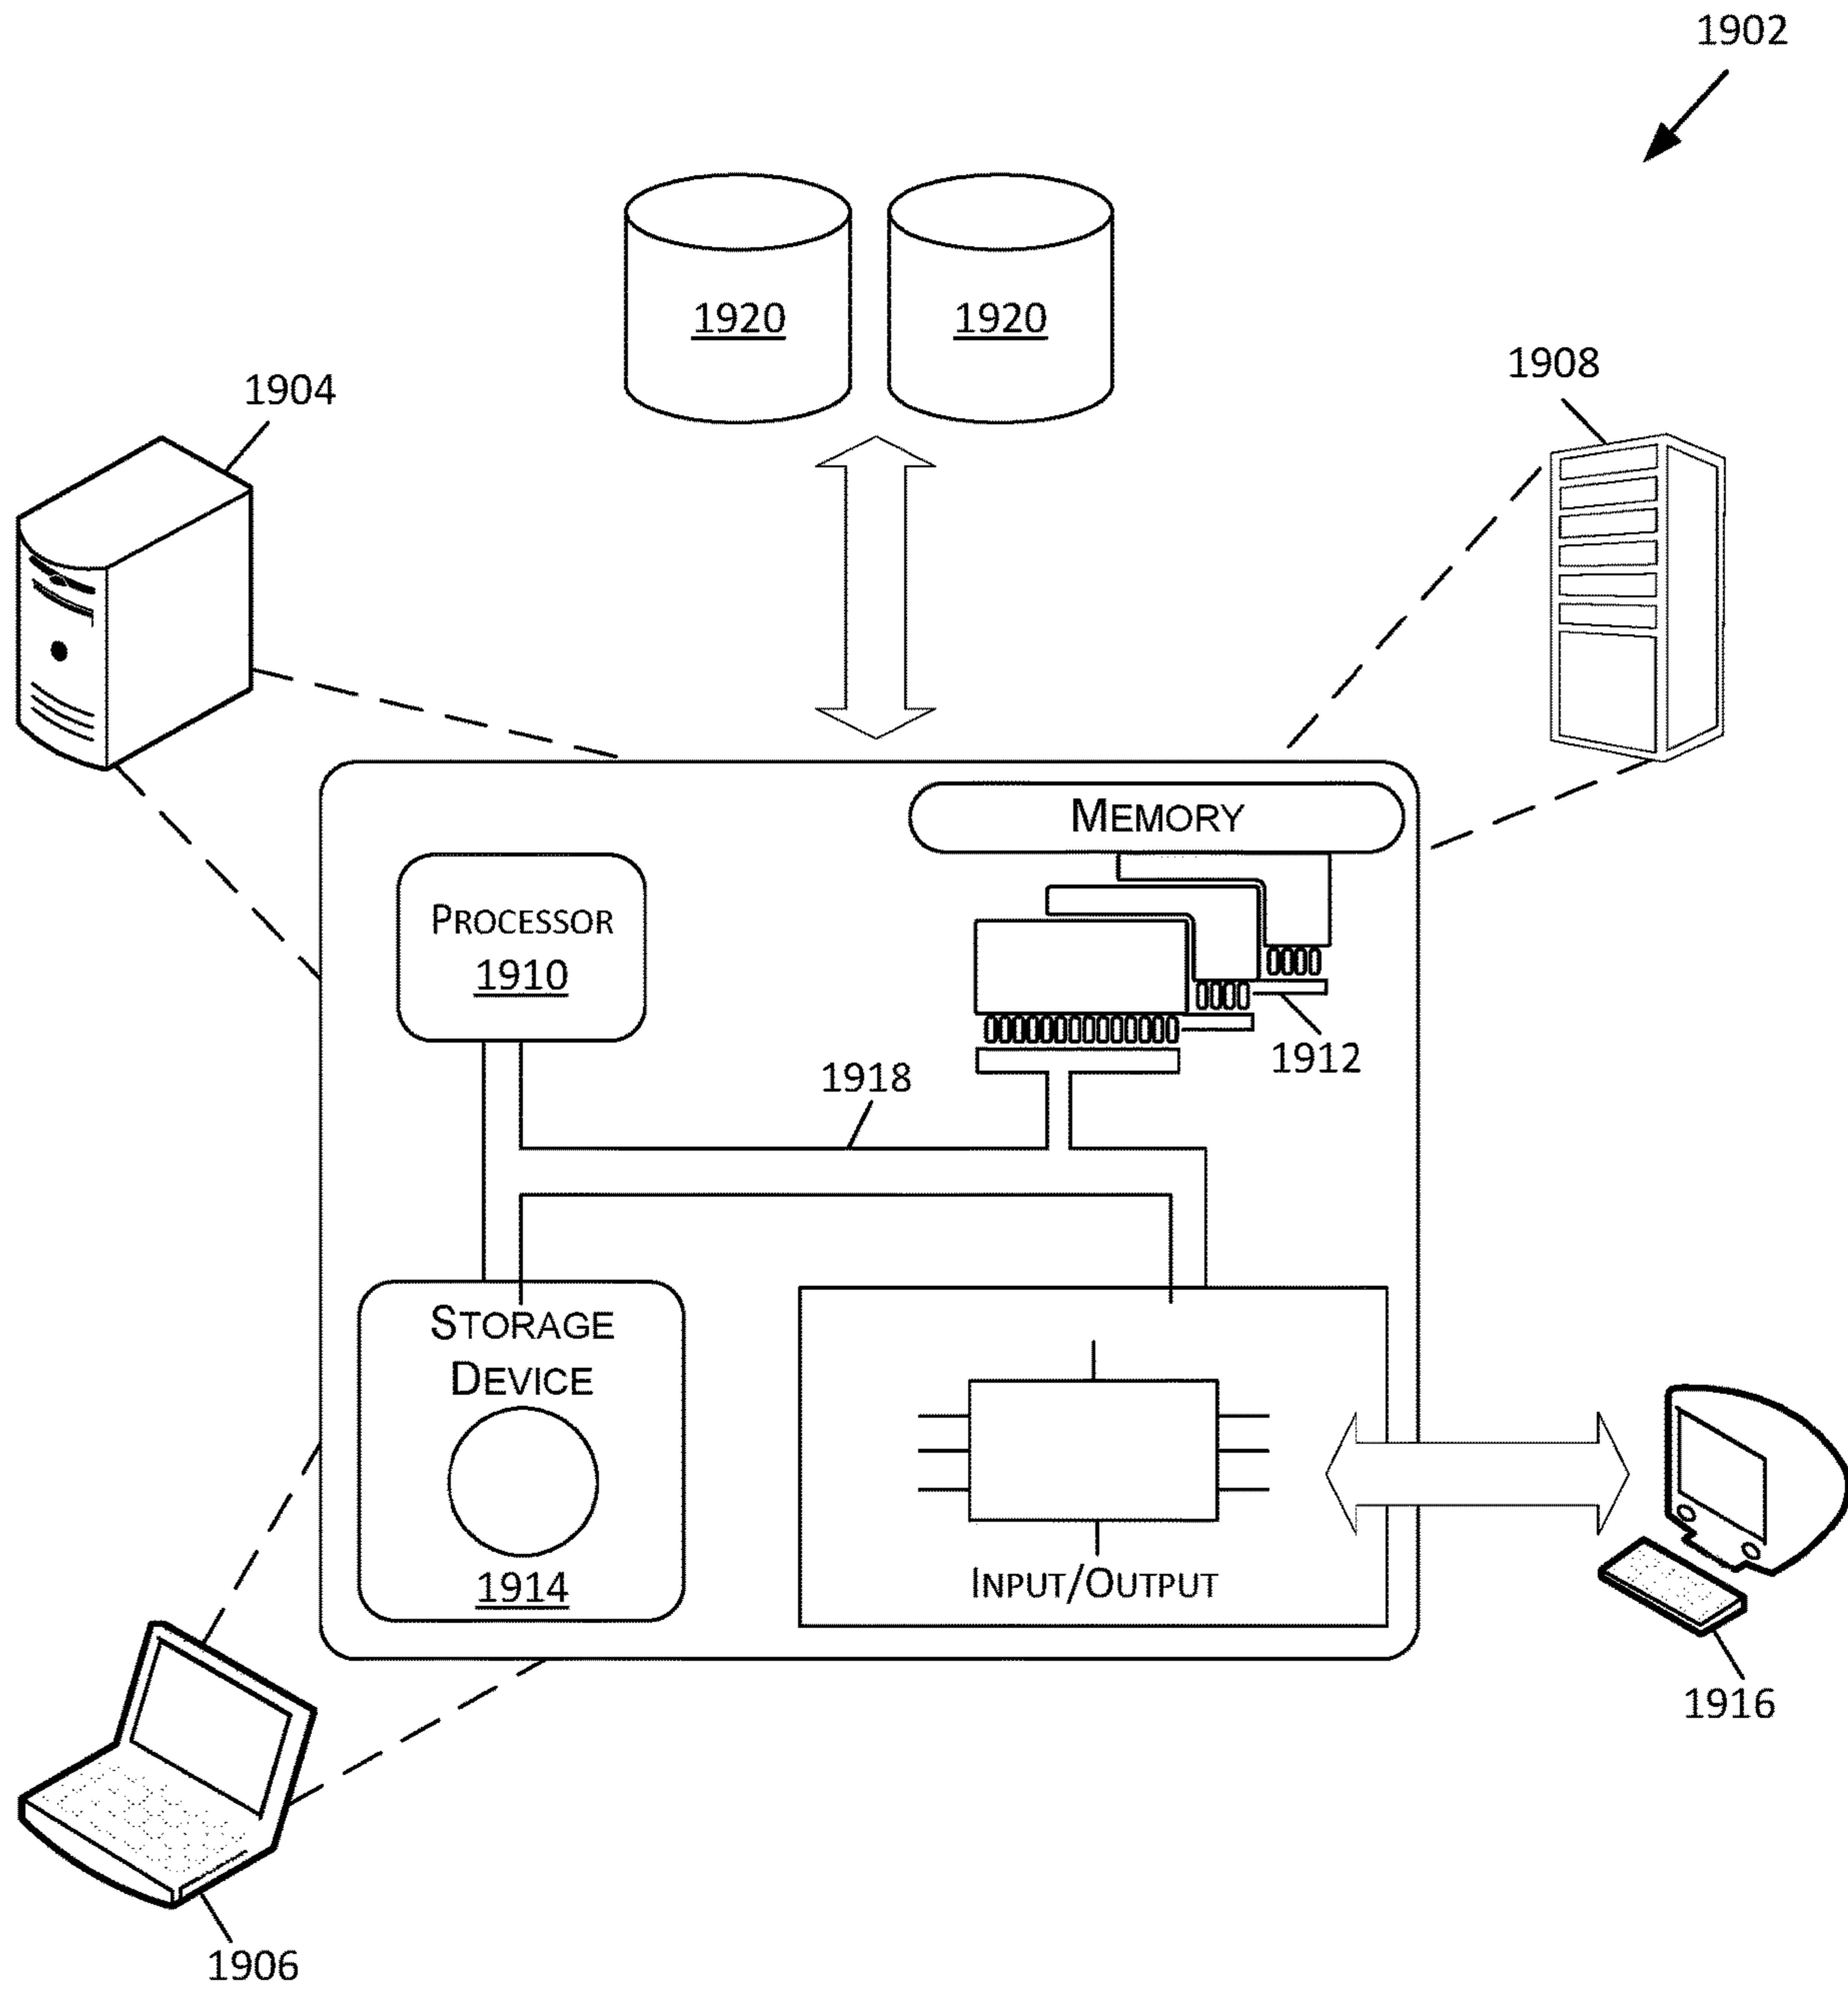 1902
1920
1920
1908
1904
MEMORY
PROCESSOR
1910
1912
1918
STORAGE
DEVICE
1914
INPUT/OUTPUT
1916
1906